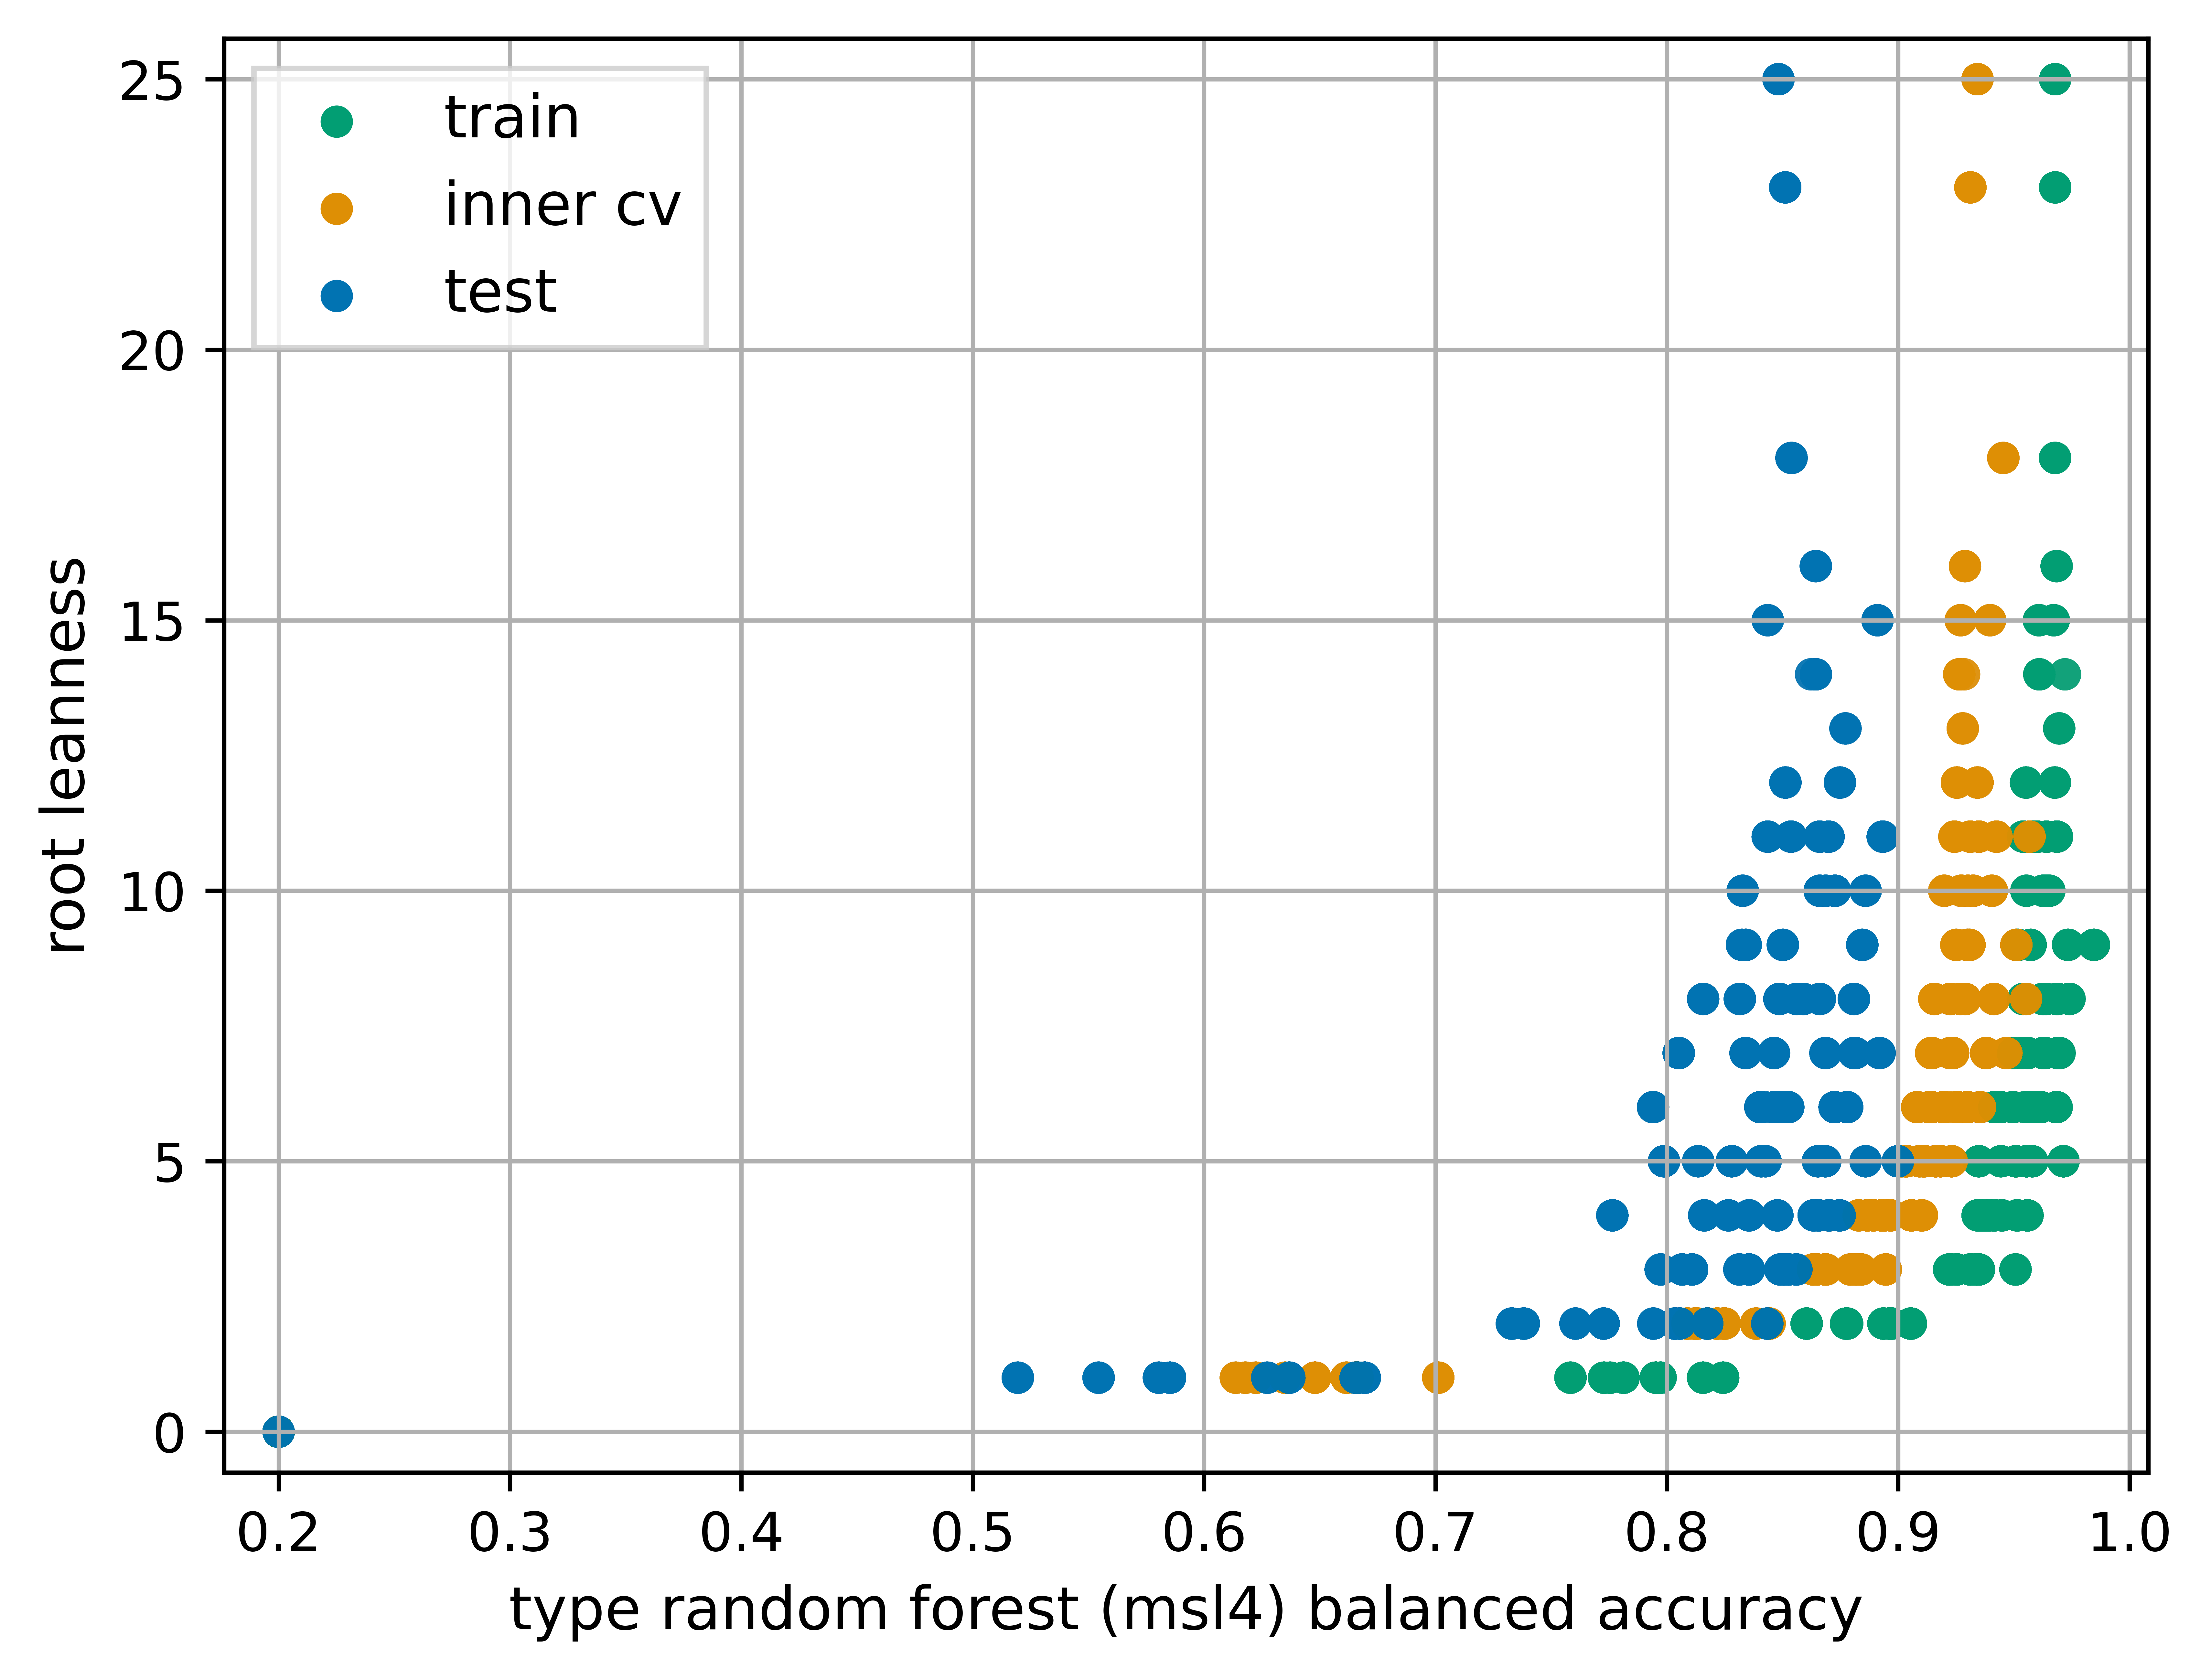 25
20
15
10
5
0
root leanness
train
inner cv
test
0.2 0.3 0.4 0.5 0.6 0.7 0.8 0.9 1.0
type random forest (msl4) balanced accuracy